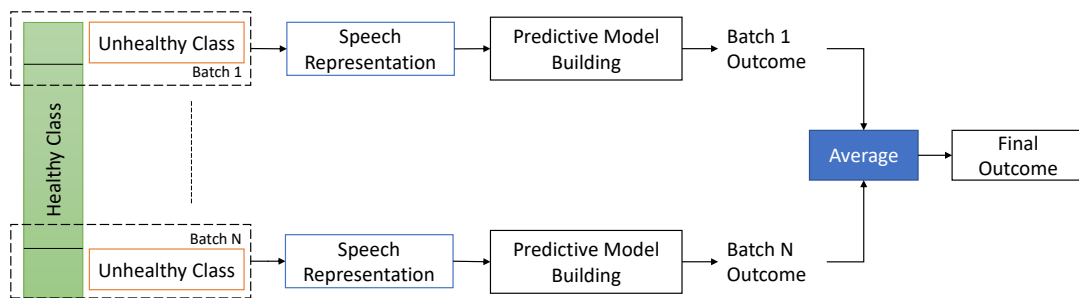 Unhealthy Class
Batch 1
Speech
Representation
Predictive Model
Building
Batch 1
Outcome
Healthy Class
Average
Final
Outcome
Batch N
Unhealthy Class
Speech
Representation
Predictive Model
Building
Batch N
Outcome